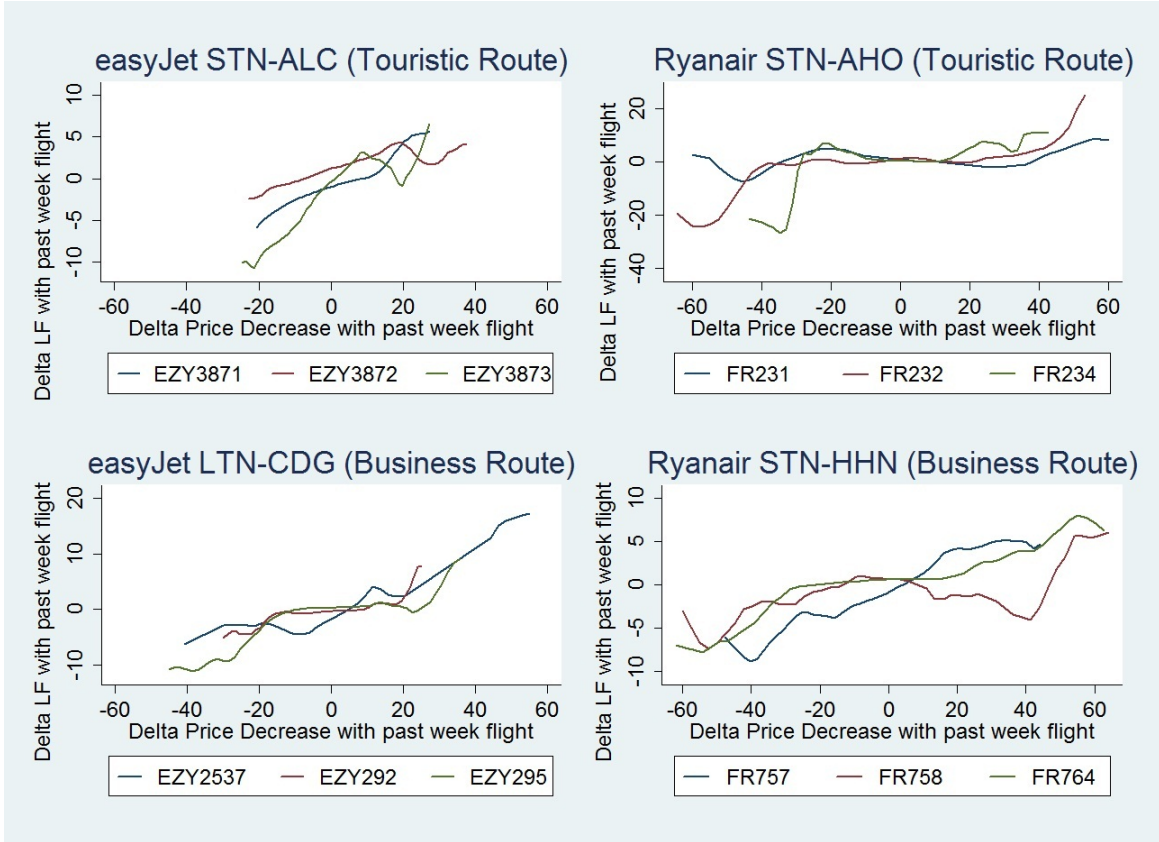 easyJet STN-ALC (Touristic Route)
Delta LF with past week flight
10
5
0
-5
-10
-60 -40 -20 0 20 40 60
Delta Price Decrease with past week flight
EZY3871 EZY3872 EZY3873
Ryanair STN-AHO (Touristic Route)
Delta LF with past week flight
20
0
-20
-40
-60 -40 -20 0 20 40 60
Delta Price Decrease with past week flight
FR231 FR232 FR234
easyJet LTN-CDG (Business Route)
Delta LF with past week flight
20
10
0
-10
-60 -40 -20 0 20 40 60
Delta Price Decrease with past week flight
EZY2537 EZY292 EZY295
Ryanair STN-HHN (Business Route)
Delta LF with past week flight
10
5
0
-5
-10
-60 -40 -20 0 20 40 60
Delta Price Decrease with past week flight
FR757 FR758 FR764